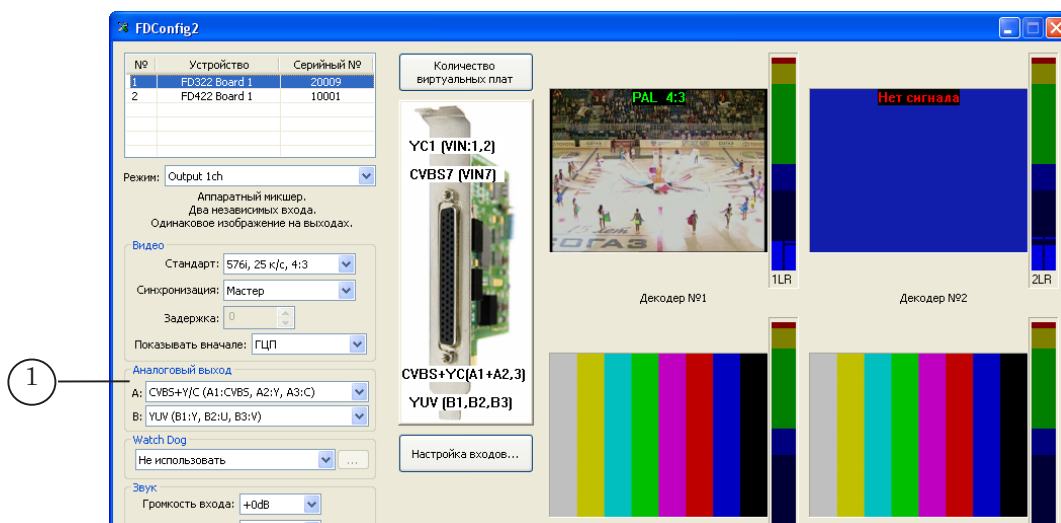 FDConfig2
№ Устройство Серийный №
1 FD322 Board 1 20009
2 FD422 Board 1 10001
Режим: Output 1ch
Аппаратный микшер.
Два независимых входа.
Одинаковое изображение на выходах.
Видео
Стандарт: 576i, 25 к/с, 4:3
Синхронизация: Мастер
Задержка: 0
Показывать вначале: ГЦП
1
Аналоговый выход
A: CVBS+Y/C (A1:CVBS, A2:Y, A3:C)
B: YUV (B1:Y, B2:U, B3:V)
Watch Dog
Не использовать ...
Звук
Громкость входа: +0dB
Количество
виртуальных плат
YC1 (VIN:1,2)
CVBS7 (VIN7)
CVBS+YC(A1+A2,3)
YUV (B1,B2,B3)
Настройка входов...
PAL 4:3
15 лет
ОГАЗ
1LR
Декодер №1
Нет сигнала
2LR
Декодер №2